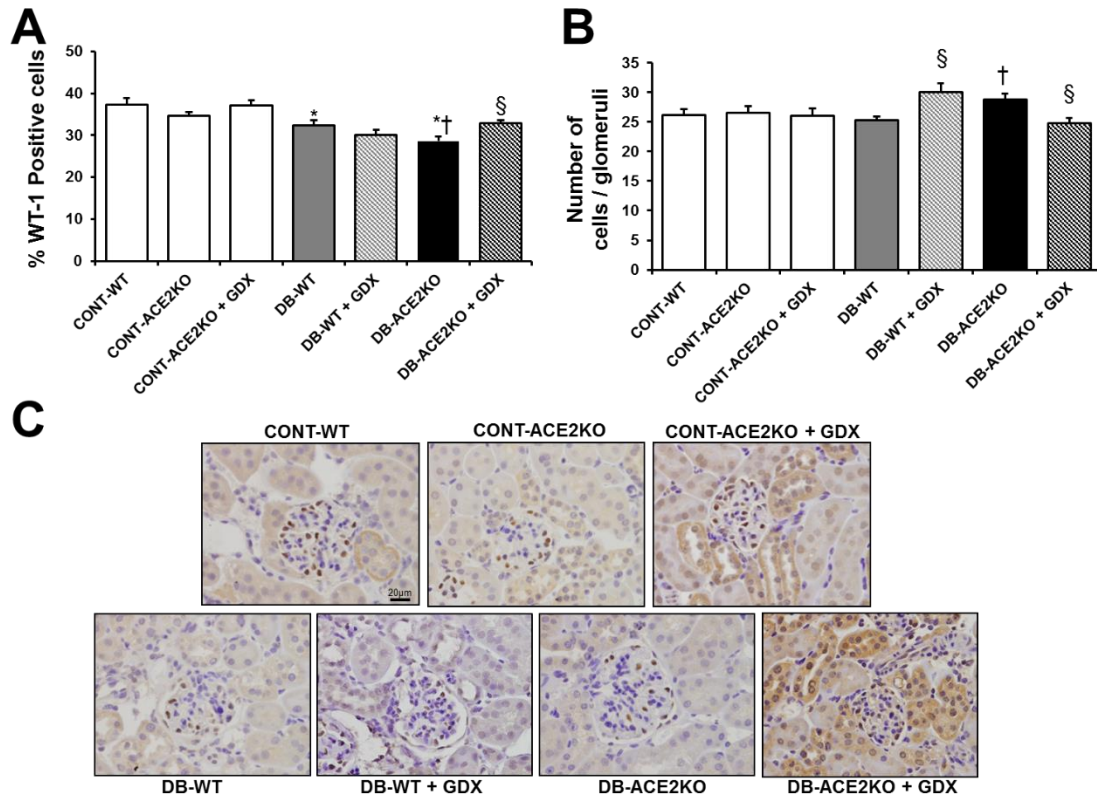 A
% WT-1 Positive cells
50
40
30
20
10
0
*
*†
§
CONT-WT
CONT-ACE2KO
CONT-ACE2KO + GDX
DB-WT
DB-WT + GDX
DB-ACE2KO
DB-ACE2KO + GDX
B
Number of
cells / glomeruli
35
30
25
20
15
10
5
0
§
†
§
CONT-WT
CONT-ACE2KO
CONT-ACE2KO + GDX
DB-WT
DB-WT + GDX
DB-ACE2KO
DB-ACE2KO + GDX
C
CONT-WT
CONT-ACE2KO
CONT-ACE2KO + GDX
20µm
DB-WT
DB-WT + GDX
DB-ACE2KO
DB-ACE2KO + GDX